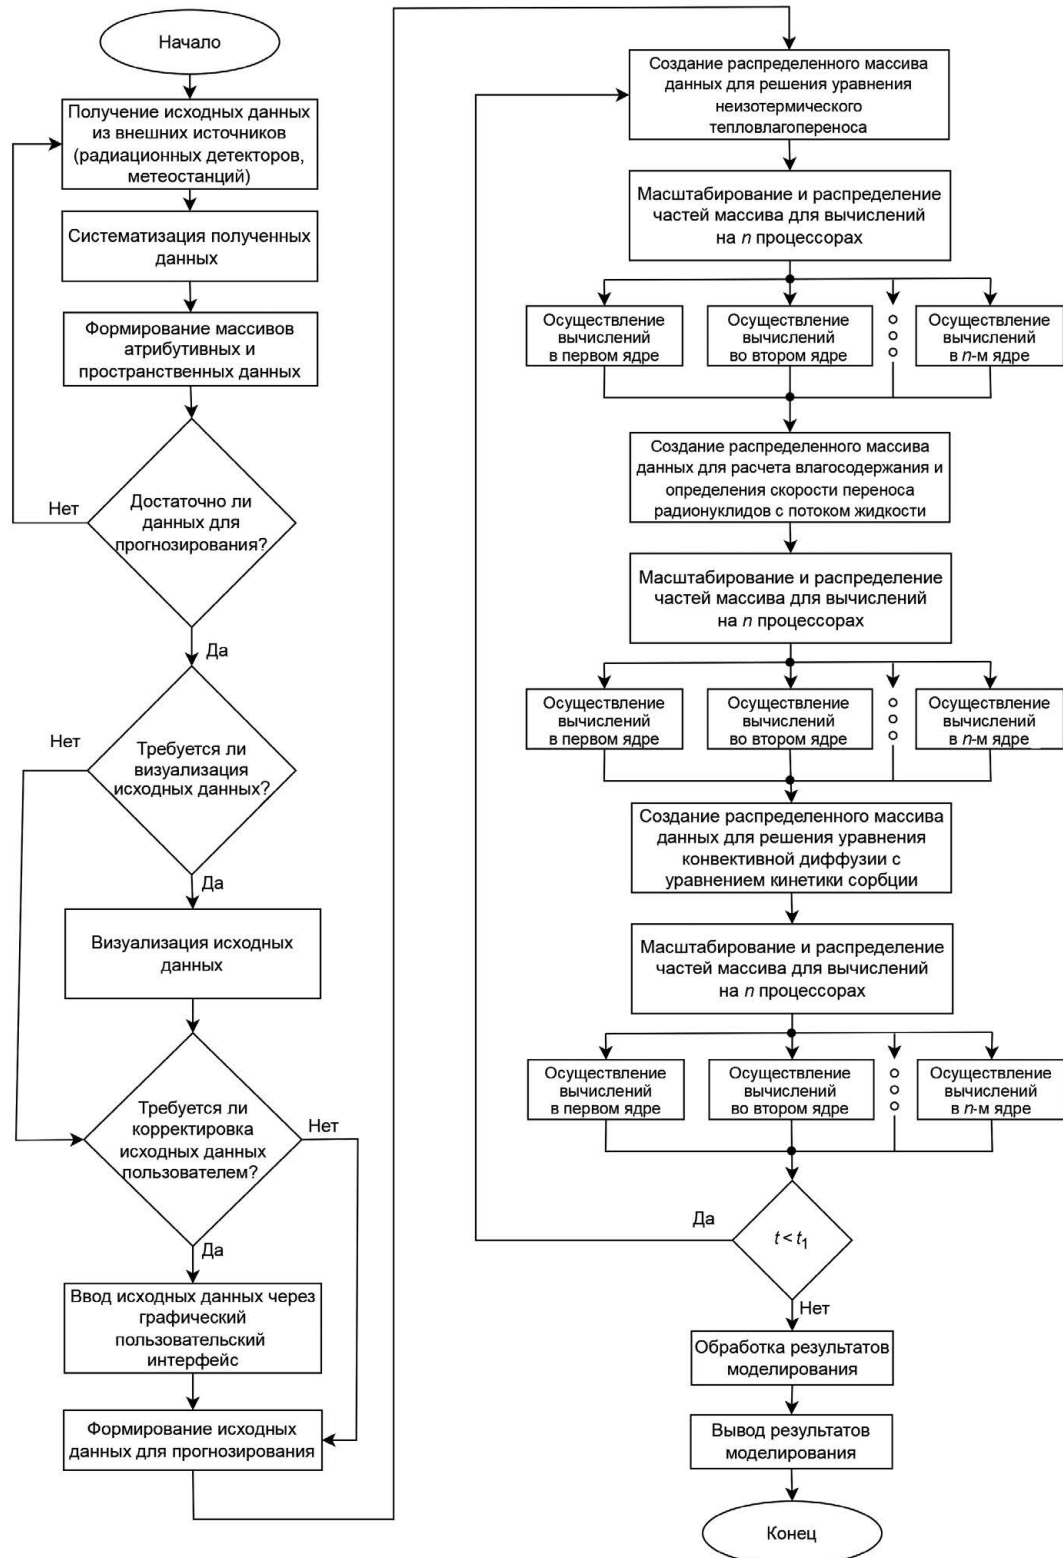 Начало
Получение исходных данных
из внешних источников
(радиационных детекторов,
метеостанций)
Систематизация полученных
данных
Формирование массивов
атрибутивных и
пространственных данных
Нет
Достаточно ли
данных для
прогнозирования?
Да
Нет
Требуется ли
визуализация
исходных данных?
Да
Визуализация исходных
данных
Требуется ли
корректировка
исходных данных
пользователем?
Нет
Да
Ввод исходных данных через
графический
пользовательский
интерфейс
Формирование исходных
данных для прогнозирования
Создание распределенного массива
данных для решения уравнения
неизотермического
тепловлагопереноса
Масштабирование и распределение
частей массива для вычислений
на n процессорах
Осуществление
вычислений
в первом ядре
Осуществление
вычислений
во втором ядре
Осуществление
вычислений
в n-м ядре
Создание распределенного массива
данных для расчета влагосодержания и
определения скорости переноса
радионуклидов с потоком жидкости
Масштабирование и распределение
частей массива для вычислений
на n процессорах
Осуществление
вычислений
в первом ядре
Осуществление
вычислений
во втором ядре
Осуществление
вычислений
в n-м ядре
Создание распределенного массива
данных для решения уравнения
конвективной диффузии с
уравнением кинетики сорбции
Масштабирование и распределение
частей массива для вычислений
на n процессорах
Осуществление
вычислений
в первом ядре
Осуществление
вычислений
во втором ядре
Осуществление
вычислений
в n-м ядре
Да
t < t₁
Нет
Обработка результатов
моделирования
Вывод результатов
моделирования
Конец